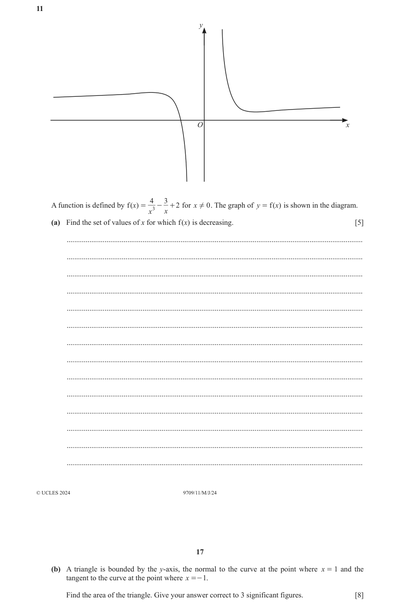 11
y
O
x
A function is defined by f(x) = 4/x³ − 3/x + 2 for x ≠ 0. The graph of y = f(x) is shown in the diagram.
(a) Find the set of values of x for which f(x) is decreasing. [5]
© UCLES 2024 9709/11/M/J/24
17
(b) A triangle is bounded by the y-axis, the normal to the curve at the point where x = 1 and the
tangent to the curve at the point where x = −1.
Find the area of the triangle. Give your answer correct to 3 significant figures. [8]